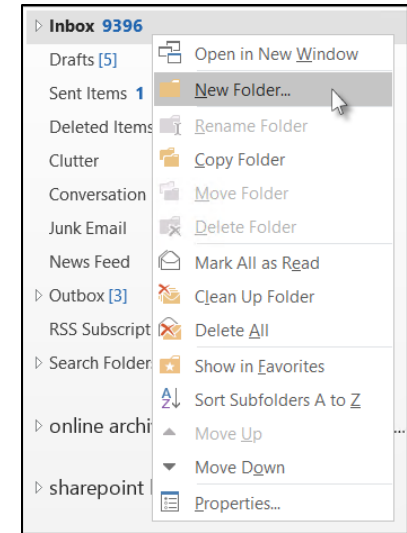 Inbox 9396
Drafts [5]
Sent Items 1
Deleted Items
Clutter
Conversation
Junk Email
News Feed
Outbox [3]
RSS Subscript
Search Folder
online archi ...
sharepoint
Open in New Window
New Folder...
Rename Folder
Copy Folder
Move Folder
Delete Folder
Mark All as Read
Clean Up Folder
Delete All
Show in Favorites
Sort Subfolders A to Z
Move Up
Move Down
Properties...